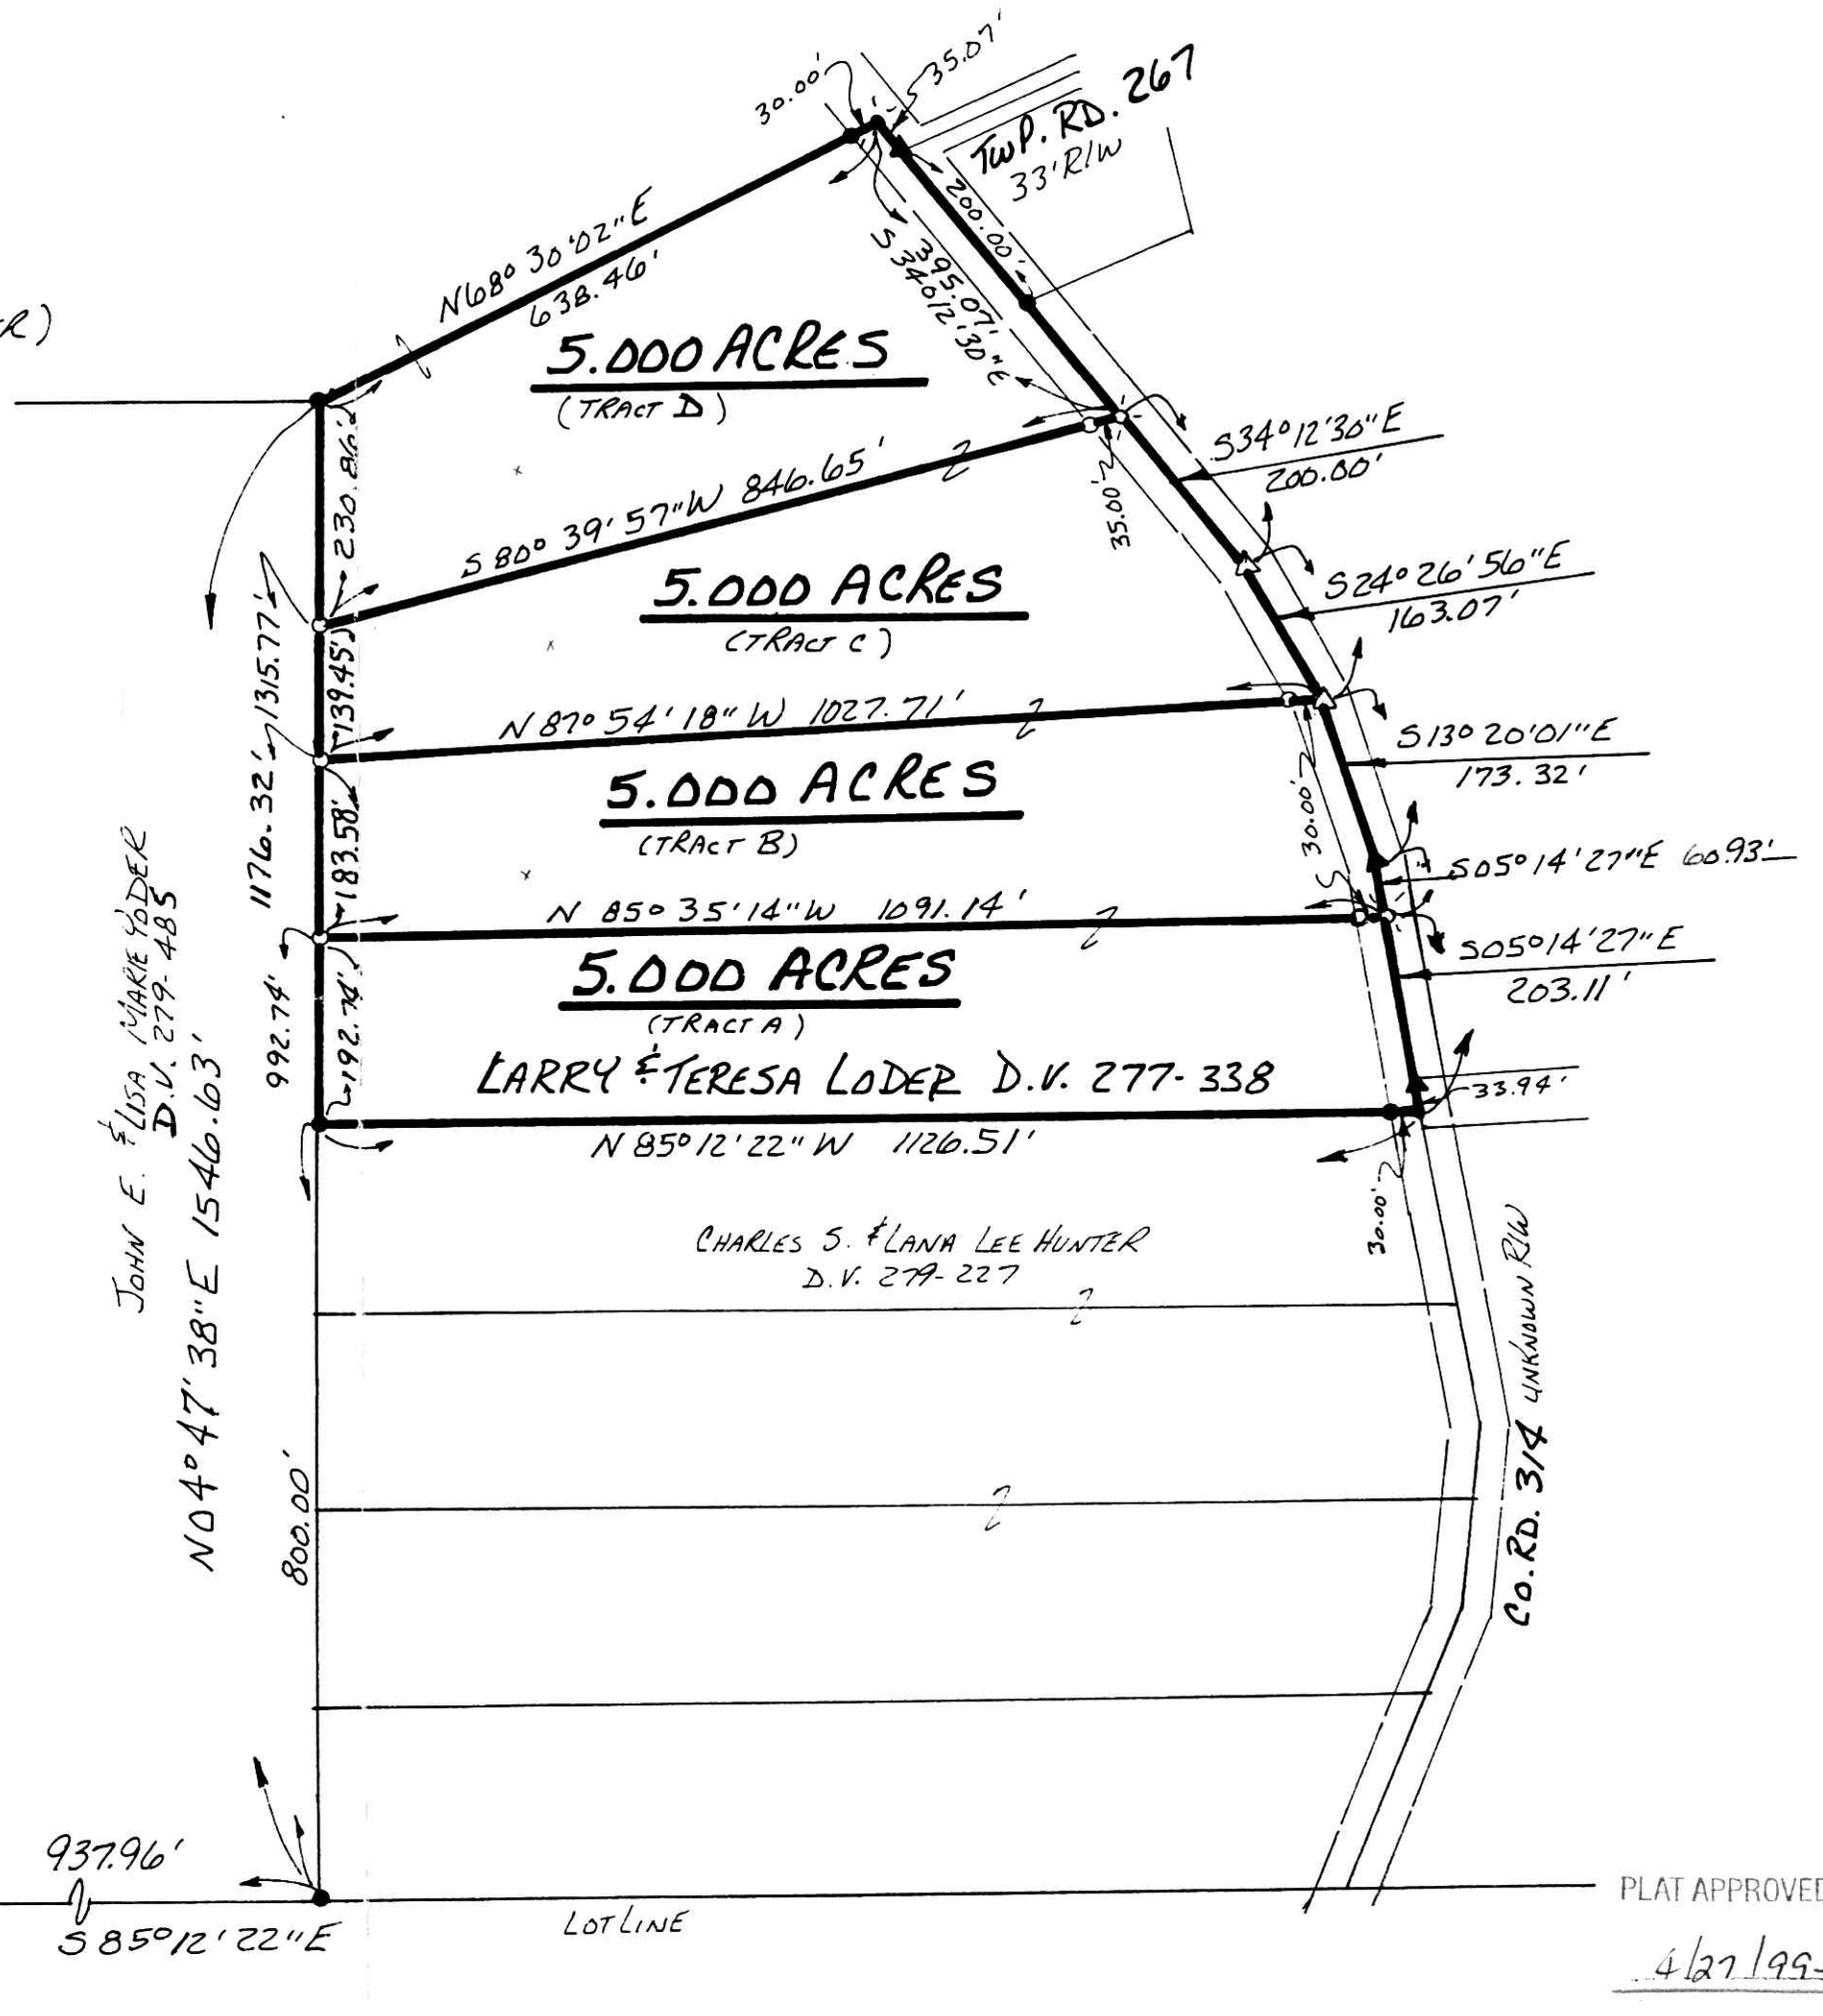 30.00'
35.07'
TWP. RD. 267
33' R/W
N68° 30' 02" E
638.46'
200.00'
395.07'
S 34° 12' 30" E
R)
5.000 ACRES
(TRACT D)
230.86'
S34° 12' 30" E
200.00'
S 80° 39' 57" W 846.65'
35.00'
5.000 ACRES
(TRACT C)
S24° 26' 56" E
163.07'
1315.77'
139.45'
N 87° 54' 18" W 1027.71'
S13° 20' 01" E
173.32'
1176.32'
183.58'
5.000 ACRES
(TRACT B)
30.00'
S05° 14' 27" E 60.93'
N 85° 35' 14" W 1091.14'
S05° 14' 27" E
203.11'
992.74'
192.74'
5.000 ACRES
(TRACT A)
LARRY & TERESA LODER D.V. 277-338
33.94'
N 85° 12' 22" W 1126.51'
30.00'
JOHN E. & LISA MARIE YODER
D.V. 279-485
N04° 47' 38" E 1546.63'
CHARLES S. & LANA LEE HUNTER
D.V. 279-227
CO. RD. 314 UNKNOWN R/W
800.00'
937.96'
S 85° 12' 22" E
LOT LINE
PLAT APPROVED
4/27/99